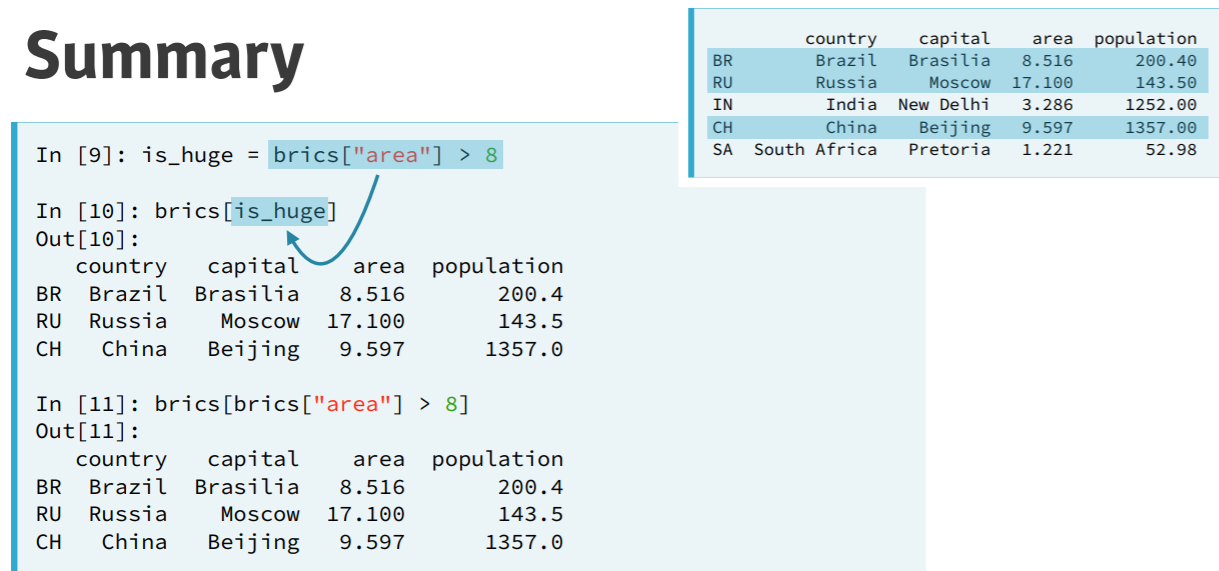 Summary
country capital area population
BR Brazil Brasilia 8.516 200.40
RU Russia Moscow 17.100 143.50
IN India New Delhi 3.286 1252.00
CH China Beijing 9.597 1357.00
SA South Africa Pretoria 1.221 52.98
In [9]: is_huge = brics["area"] > 8
In [10]: brics[is_huge]
Out[10]:
country capital area population
BR Brazil Brasilia 8.516 200.4
RU Russia Moscow 17.100 143.5
CH China Beijing 9.597 1357.0
In [11]: brics[brics["area"] > 8]
Out[11]:
country capital area population
BR Brazil Brasilia 8.516 200.4
RU Russia Moscow 17.100 143.5
CH China Beijing 9.597 1357.0